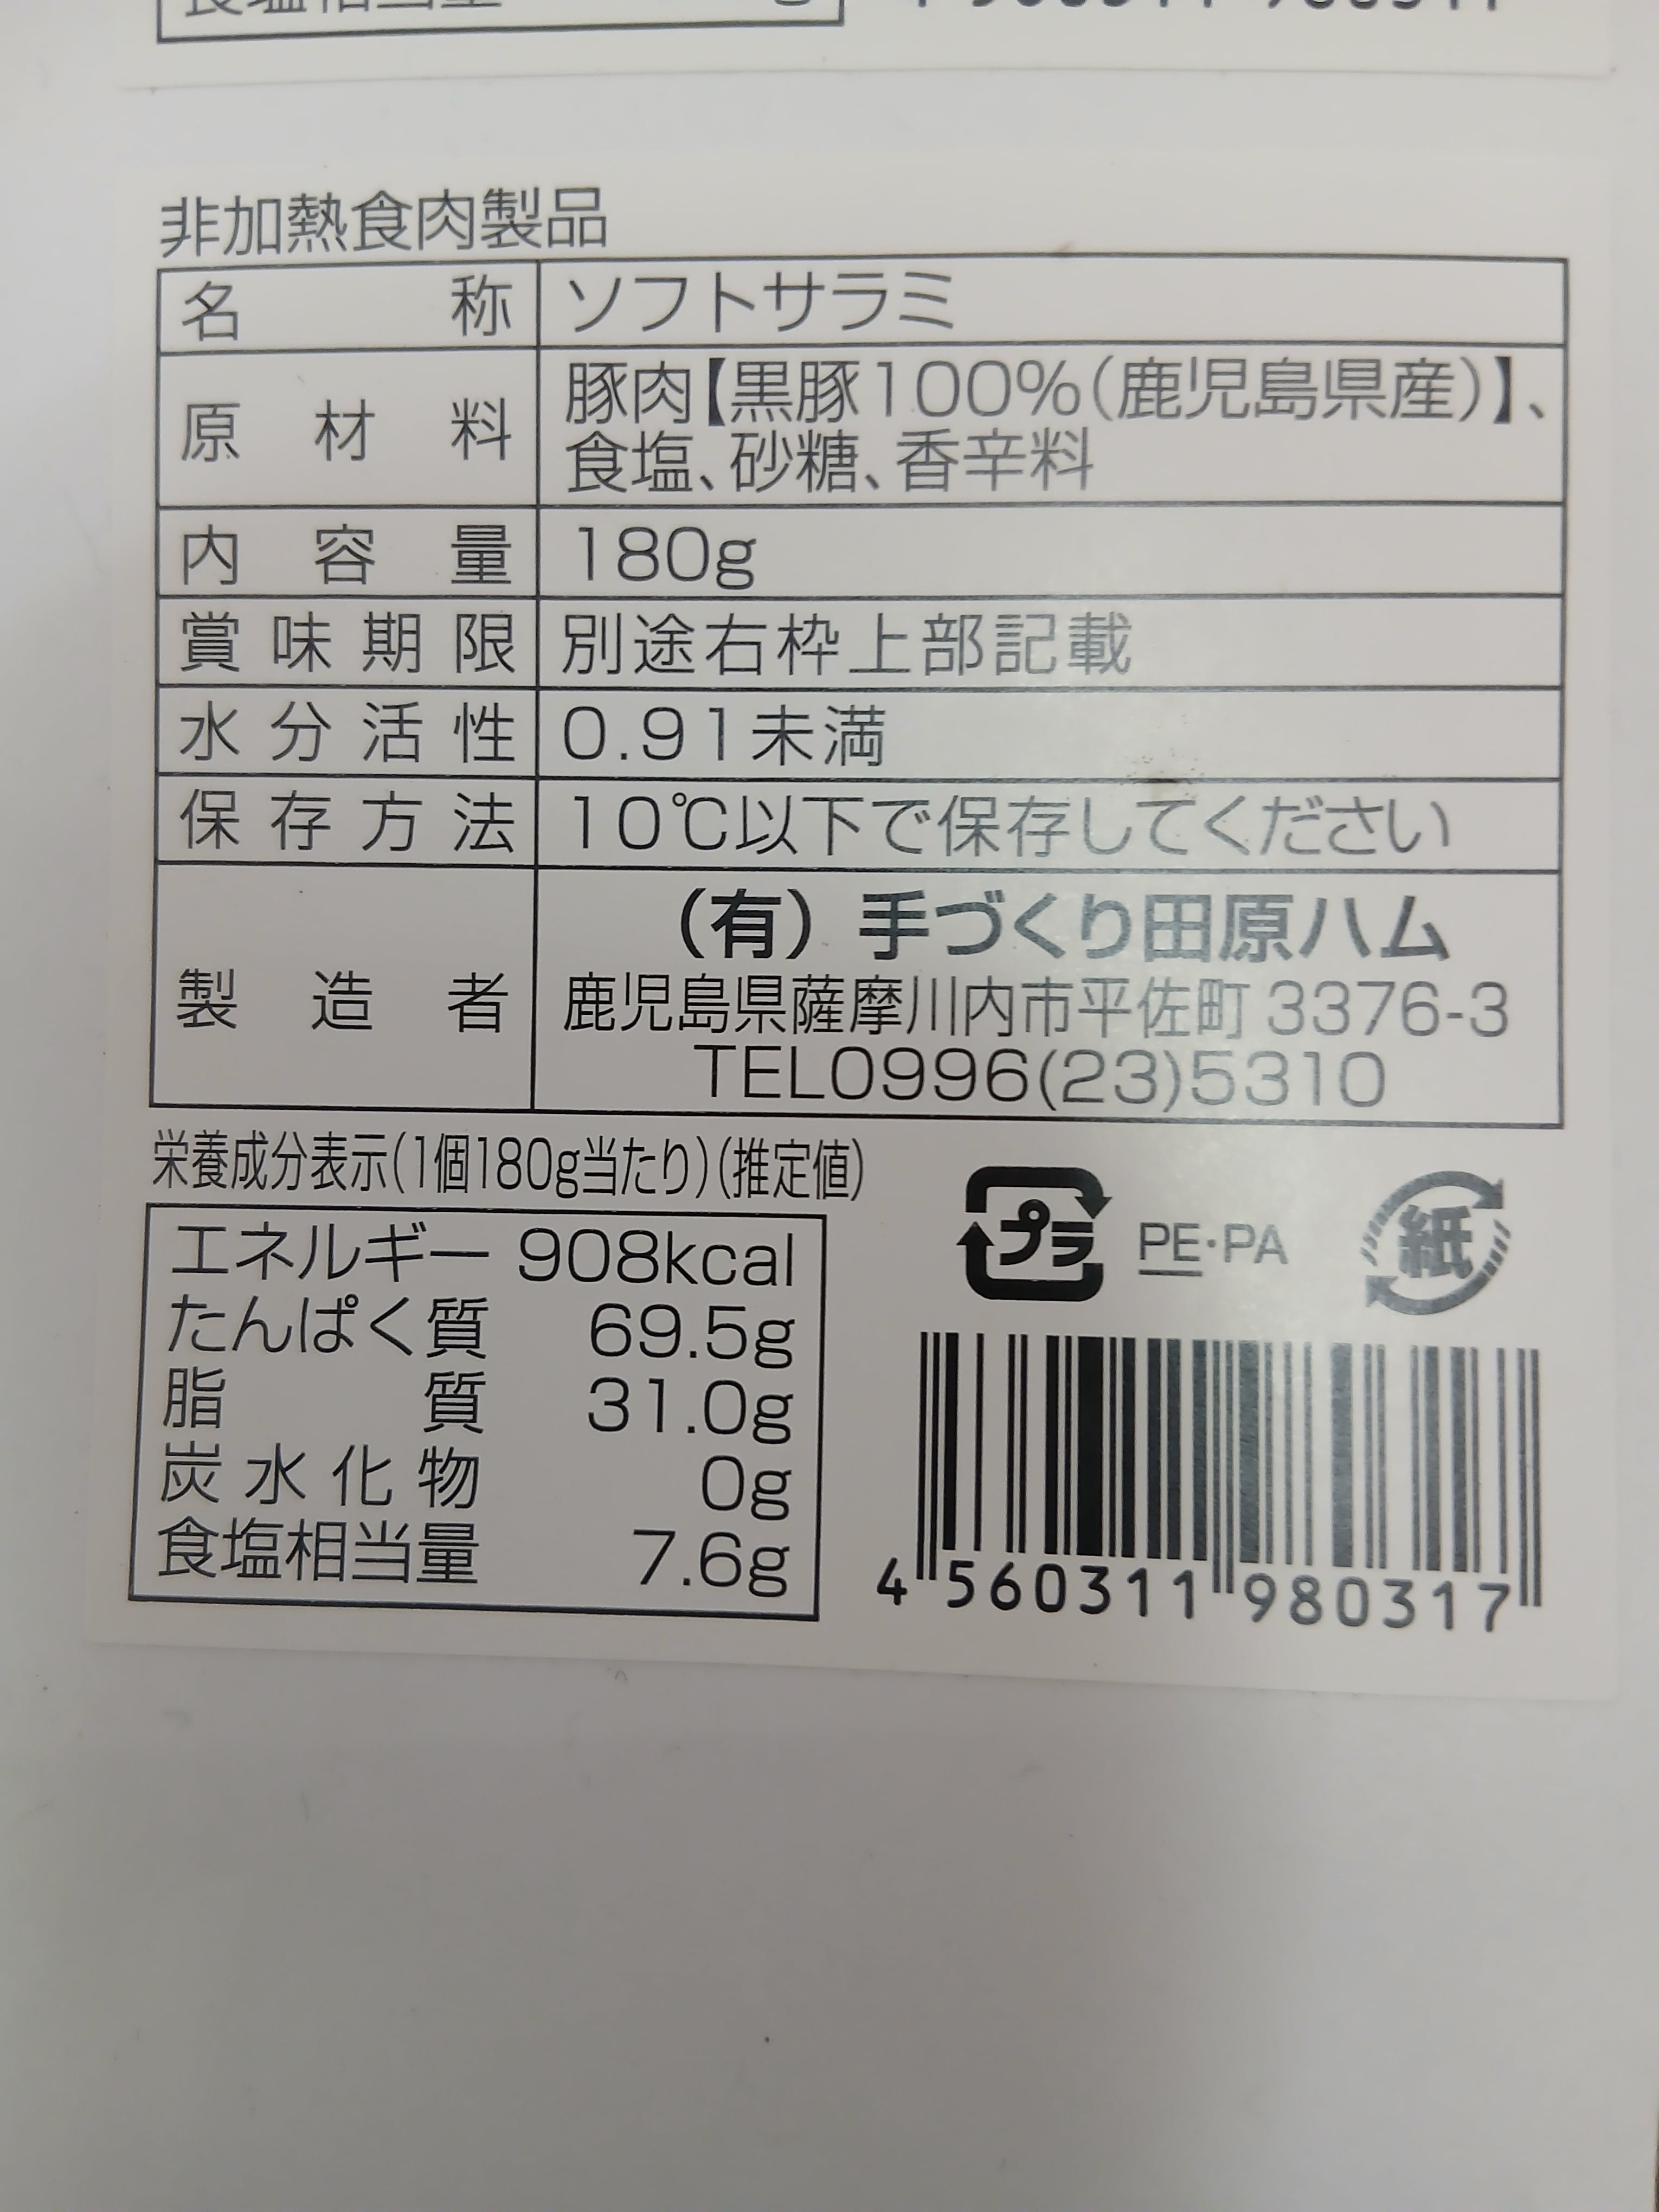 非加熱食肉製品
名称 ソフトサラミ
原材料 豚肉【黒豚100%(鹿児島県産)】、
食塩、砂糖、香辛料
内容量 180g
賞味期限 別途右枠上部記載
水分活性 0.91未満
保存方法 10℃以下で保存してください
製造者 (有)手づくり田原ハム
鹿児島県薩摩川内市平佐町 3376-3
TEL0996(23)5310
栄養成分表示(1個180g当たり)(推定値)
エネルギー 908kcal
たんぱく質 69.5g
脂質 31.0g
炭水化物 0g
食塩相当量 7.6g
プラ PE・PA 紙
4 560311 980317